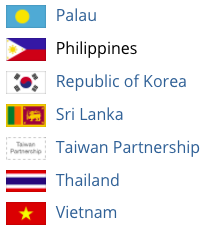 Palau
Philippines
Republic of Korea
Sri Lanka
Taiwan
Partnership
Taiwan Partnership
Thailand
Vietnam